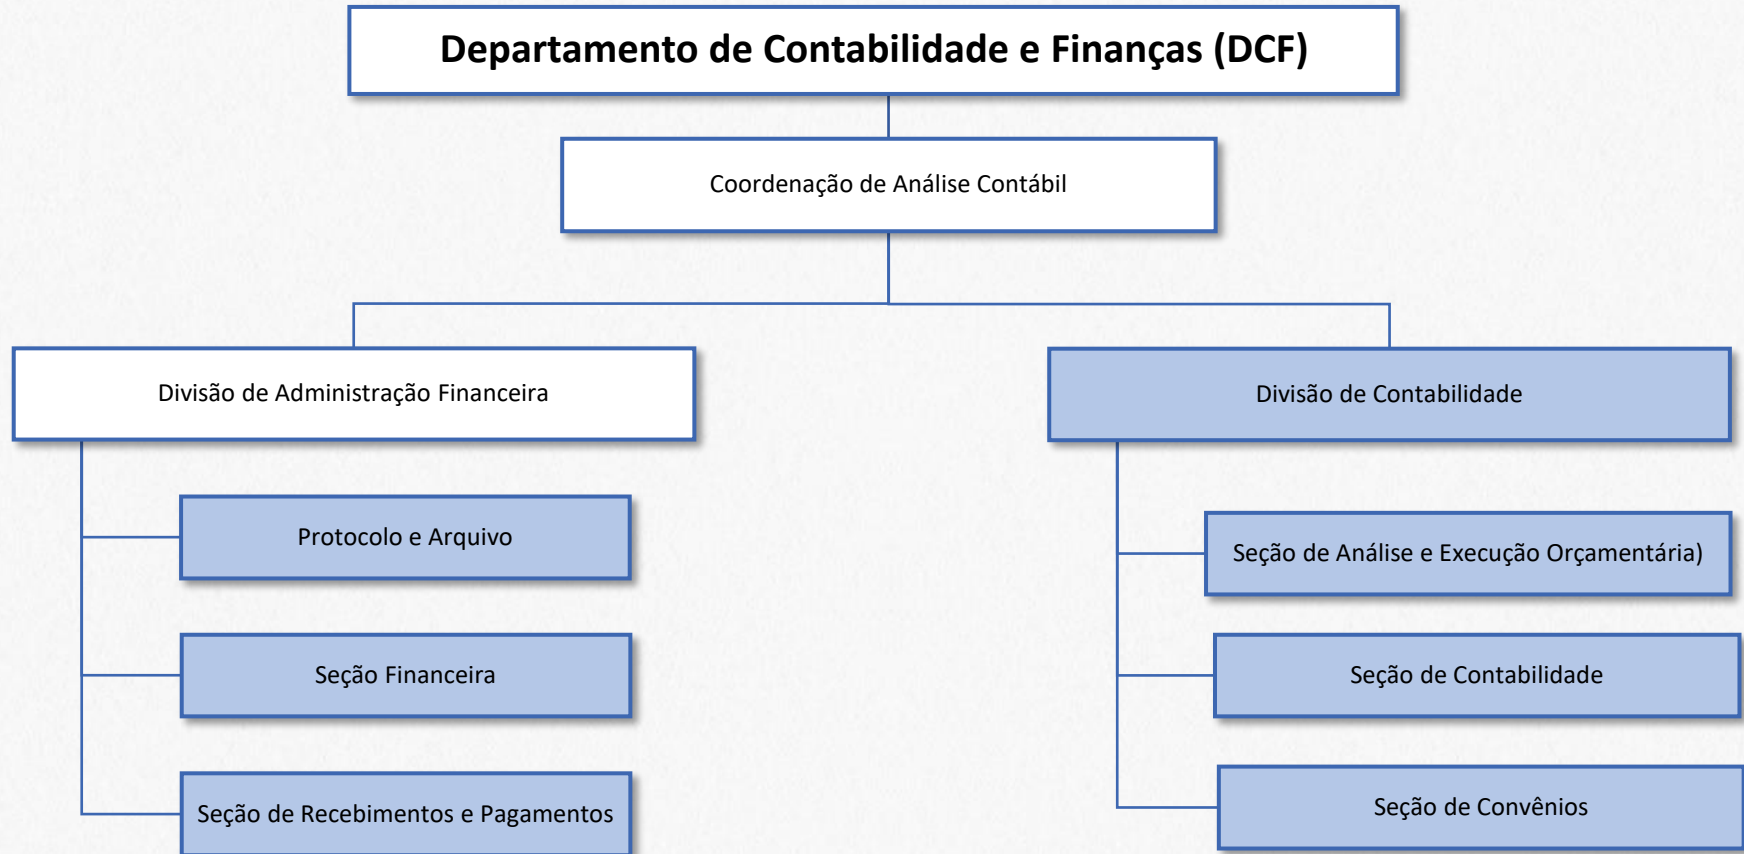 Departamento de Contabilidade e Finanças (DCF)
Coordenação de Análise Contábil
Divisão de Administração Financeira
Divisão de Contabilidade
Protocolo e Arquivo
Seção Financeira
Seção de Recebimentos e Pagamentos
Seção de Análise e Execução Orçamentária)
Seção de Contabilidade
Seção de Convênios